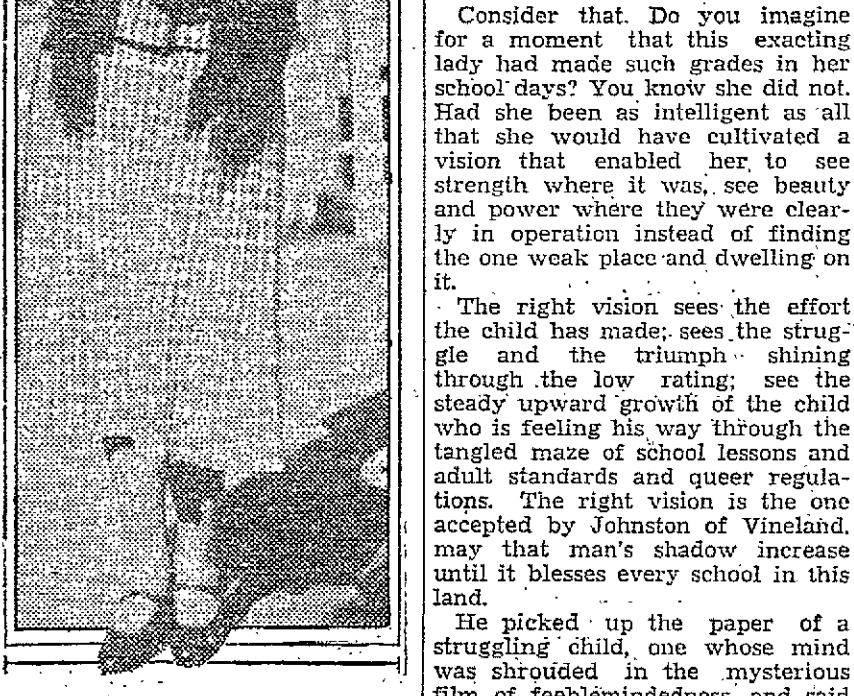 Consider that. Do you imagine
for a moment that this exacting
lady had made such grades in her
school days? You know she did not.
Had she been as intelligent as all
that she would have cultivated a
vision that enabled her to see
strength where it was, see beauty
and power where they were clear-
ly in operation instead of finding
the one weak place and dwelling on
it.
The right vision sees the effort
the child has made; sees the strug-
gle and the triumph shining
through the low rating; see the
steady upward growth of the child
who is feeling his way through the
tangled maze of school lessons and
adult standards and queer regula-
tions. The right vision is the one
accepted by Johnston of Vineland.
may that man's shadow increase
until it blesses every school in this
land.
He picked up the paper of a
struggling child, one whose mind
was shrouded in the mysterious
film of feeblemindedness and said